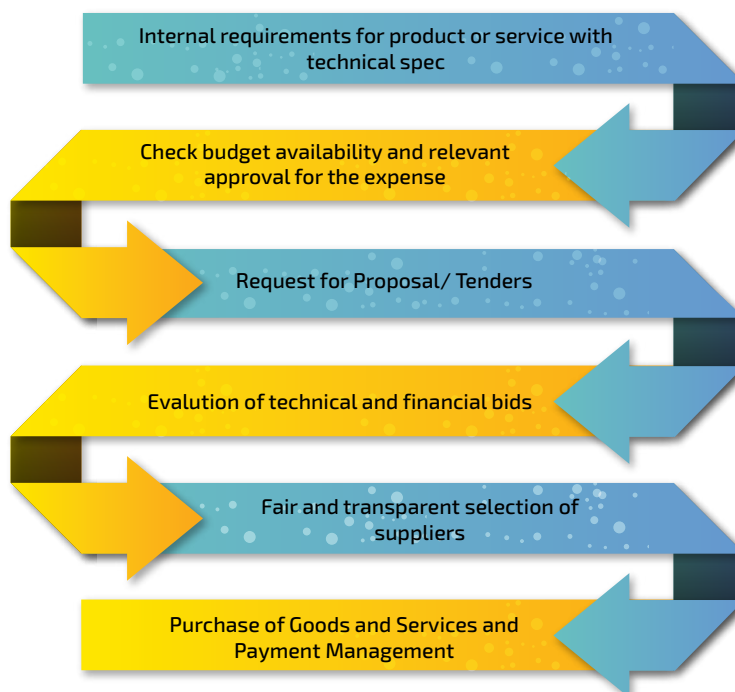 Internal requirements for product or service with
technical spec
Check budget availability and relevant
approval for the expense
Request for Proposal/ Tenders
Evalution of technical and financial bids
Fair and transparent selection of
suppliers
Purchase of Goods and Services and
Payment Management